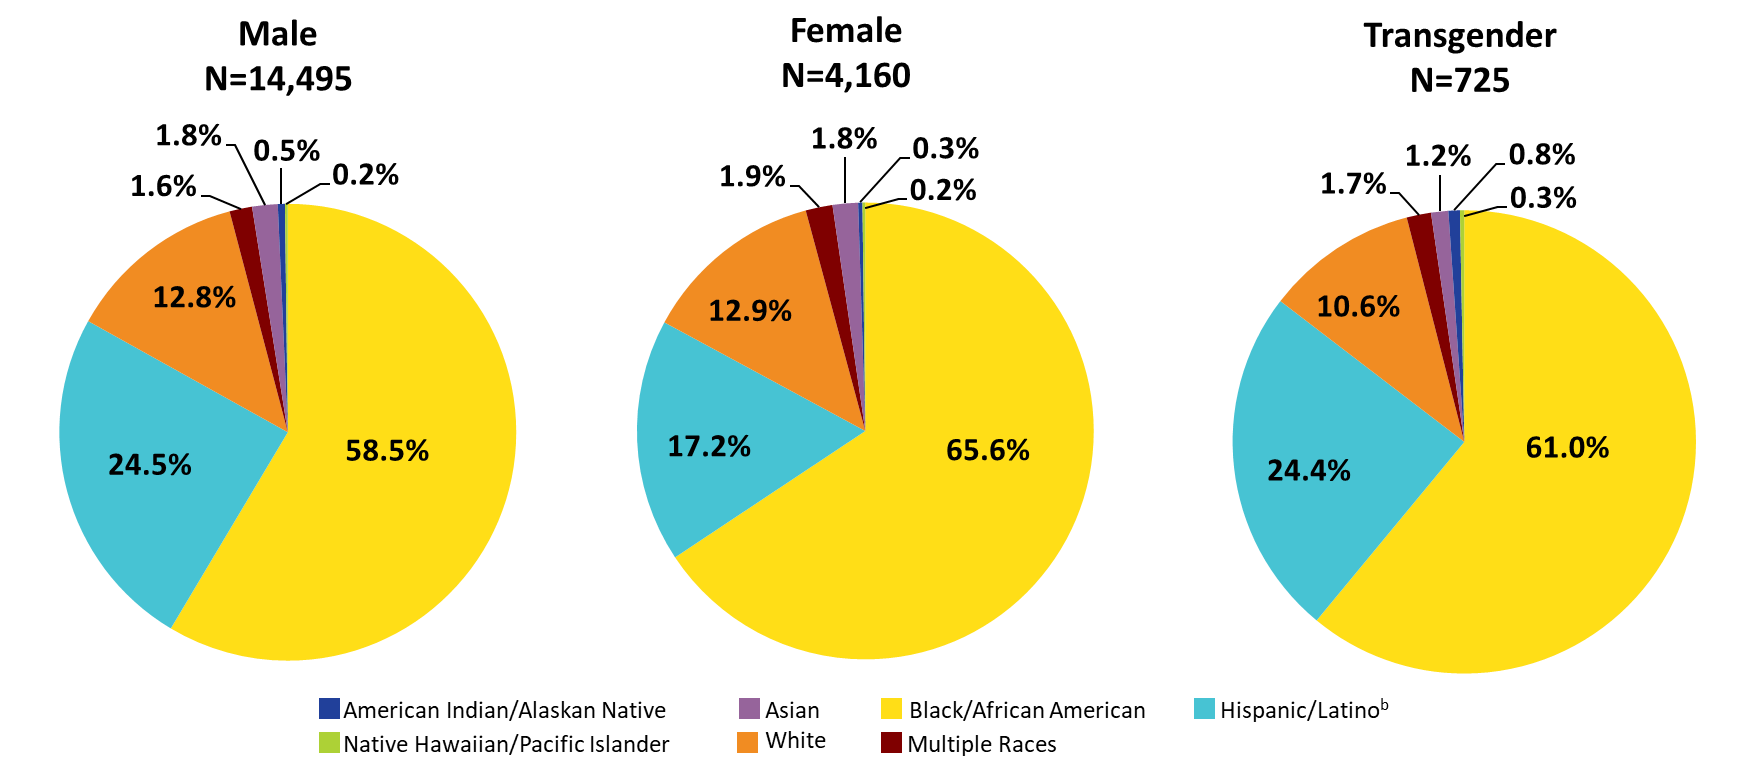 Male
N=14,495
1.8%
0.5%
0.2%
1.6%
12.8%
24.5%
58.5%
Female
N=4,160
1.8%
0.3%
1.9%
0.2%
12.9%
17.2%
65.6%
Transgender
N=725
1.2%
0.8%
1.7%
0.3%
10.6%
24.4%
61.0%
American Indian/Alaskan Native
Asian
Black/African American
Hispanic/Latinoᵇ
Native Hawaiian/Pacific Islander
White
Multiple Races